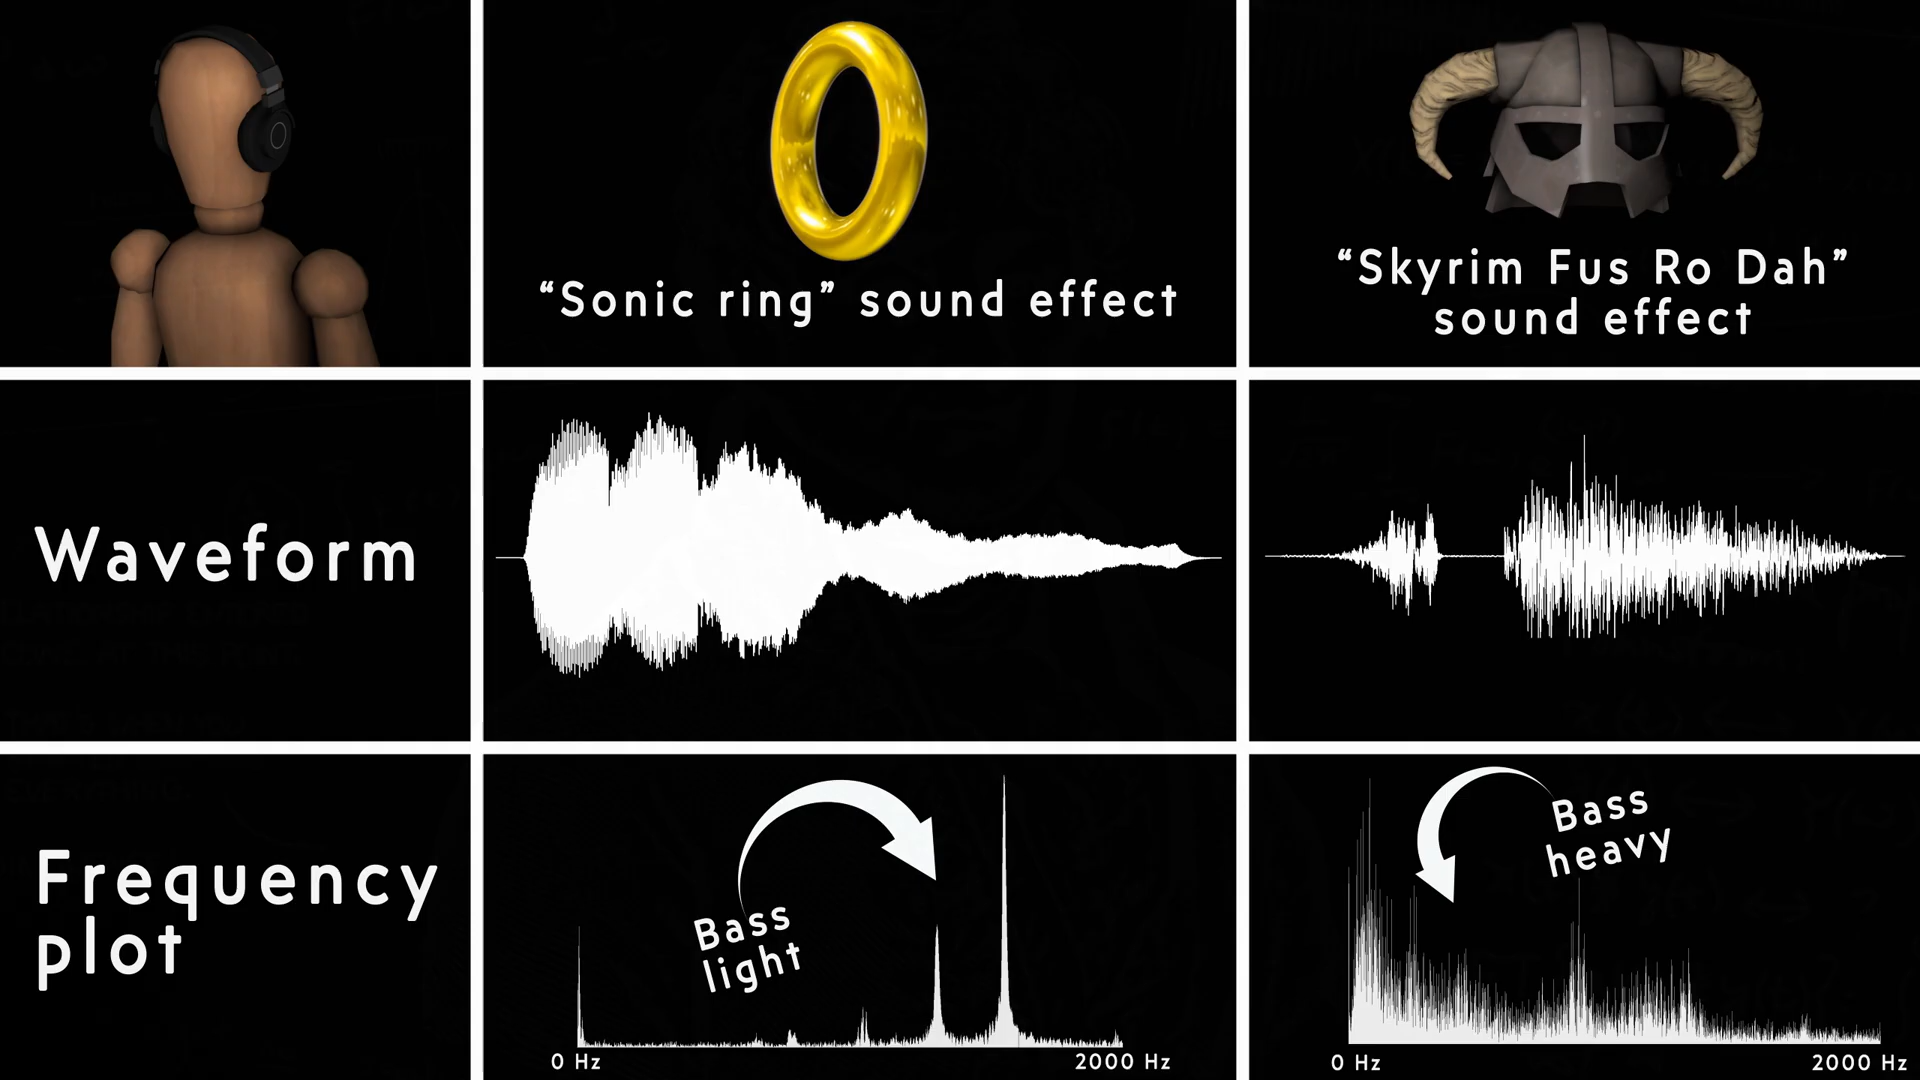 “Sonic ring” sound effect
“Skyrim Fus Ro Dah”
sound effect
Waveform
Frequency
plot
Bass
light
0 Hz
2000 Hz
Bass
heavy
0 Hz
2000 Hz